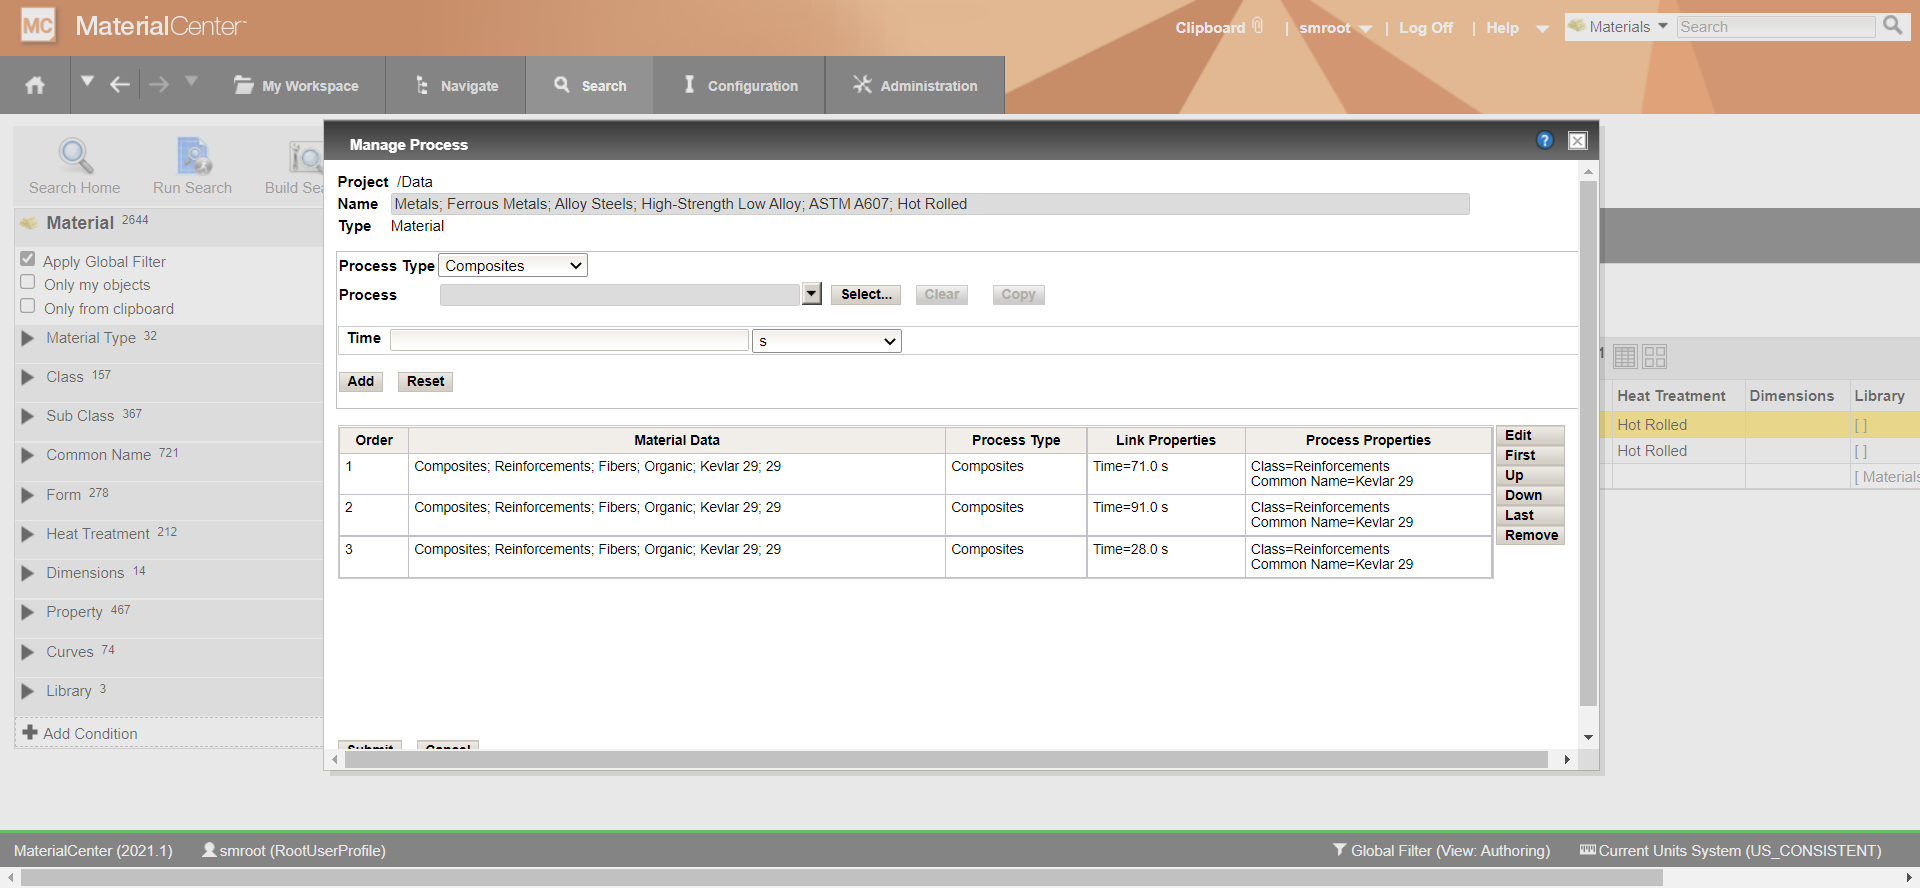 MC MaterialCenter
Clipboard | smroot | Log Off | Help Materials Search
My Workspace Navigate Search Configuration Administration
Search Home Run Search Build Sea
Manage Process
Project /Data
Name Metals; Ferrous Metals; Alloy Steels; High-Strength Low Alloy; ASTM A607; Hot Rolled
Type Material
Process Type Composites
Process Select... Clear Copy
Time s
Add Reset
Order Material Data Process Type Link Properties Process Properties
1 Composites; Reinforcements; Fibers; Organic; Kevlar 29; 29 Composites Time=71.0 s Class=Reinforcements
Common Name=Kevlar 29
2 Composites; Reinforcements; Fibers; Organic; Kevlar 29; 29 Composites Time=91.0 s Class=Reinforcements
Common Name=Kevlar 29
3 Composites; Reinforcements; Fibers; Organic; Kevlar 29; 29 Composites Time=28.0 s Class=Reinforcements
Common Name=Kevlar 29
Edit
First
Up
Down
Last
Remove
Submit Cancel
Material 2644
Apply Global Filter
Only my objects
Only from clipboard
Material Type 32
Class 157
Sub Class 367
Common Name 721
Form 278
Heat Treatment 212
Dimensions 14
Property 467
Curves 74
Library 3
Add Condition
1
Heat Treatment Dimensions Library
Hot Rolled [ ]
Hot Rolled [ ]
[ Materials
MaterialCenter (2021.1) smroot (RootUserProfile) Global Filter (View: Authoring) Current Units System (US_CONSISTENT)